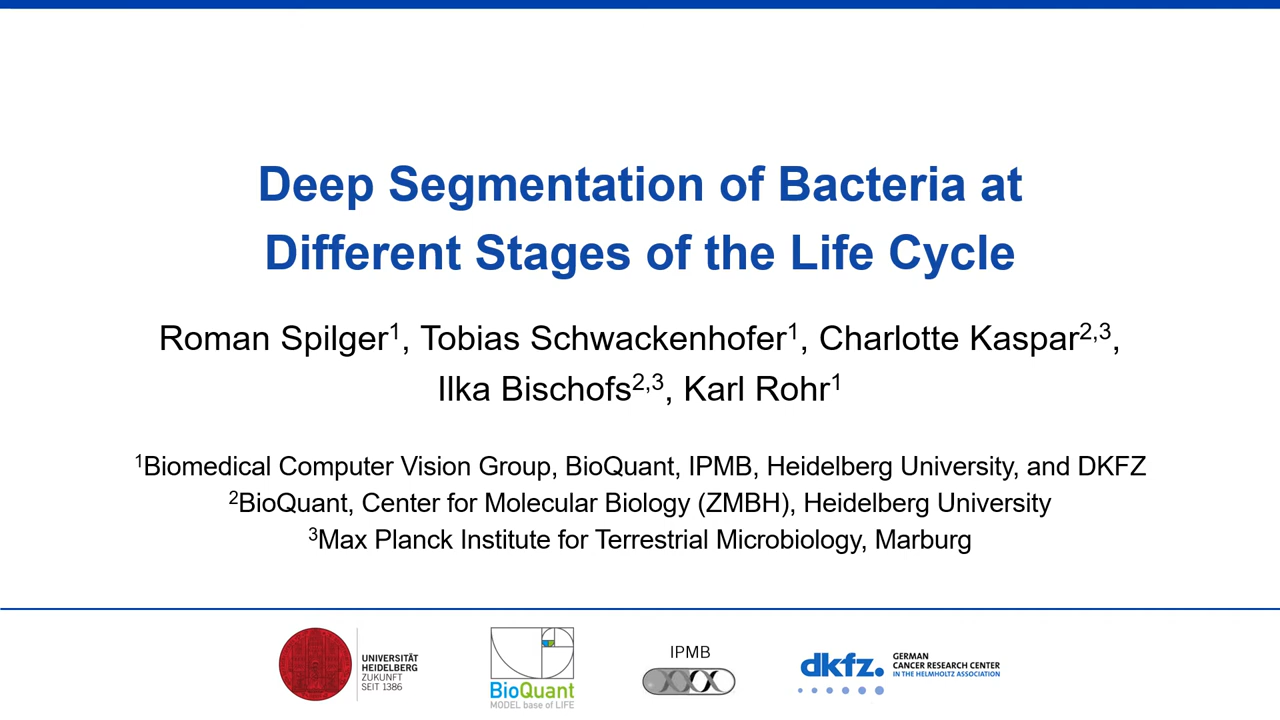 Deep Segmentation of Bacteria at
Different Stages of the Life Cycle
Roman Spilger¹, Tobias Schwackenhofer¹, Charlotte Kaspar²,³,
Ilka Bischofs²,³, Karl Rohr¹
¹Biomedical Computer Vision Group, BioQuant, IPMB, Heidelberg University, and DKFZ
²BioQuant, Center for Molecular Biology (ZMBH), Heidelberg University
³Max Planck Institute for Terrestrial Microbiology, Marburg
UNIVERSITÄT
HEIDELBERG
ZUKUNFT
SEIT 1386
BioQuant
MODEL base of LIFE
IPMB
dkfz.
GERMAN
CANCER RESEARCH CENTER
IN THE HELMHOLTZ ASSOCIATION